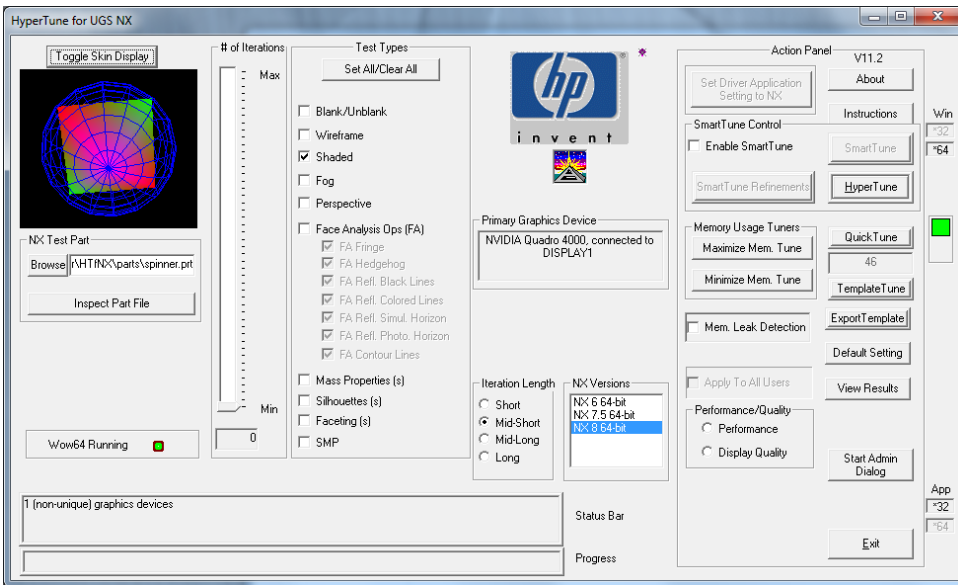 HyperTune for UGS NX
Toggle Skin Display
NX Test Part
Browse
r\HTfNX\parts\spinner.prt
Inspect Part File
Wow64 Running
# of Iterations
Max
Min
0
Test Types
Set All/Clear All
Blank/Unblank
Wireframe
Shaded
Fog
Perspective
Face Analysis Ops (FA)
FA Fringe
FA Hedgehog
FA Refl. Black Lines
FA Refl. Colored Lines
FA Refl. Simul. Horizon
FA Refl. Photo. Horizon
FA Contour Lines
Mass Properties (s)
Silhouettes (s)
Faceting (s)
SMP
hp
®
invent
Primary Graphics Device
NVIDIA Quadro 4000, connected to
DISPLAY1
Iteration Length
Short
Mid-Short
Mid-Long
Long
NX Versions
NX 6 64-bit
NX 7.5 64-bit
NX 8 64-bit
Action Panel
V11.2
Set Driver Application
Setting to NX
About
Instructions
SmartTune Control
Enable SmartTune
SmartTune
SmartTune Refinements
HyperTune
Memory Usage Tuners
Maximize Mem. Tune
Minimize Mem. Tune
QuickTune
46
TemplateTune
Mem. Leak Detection
ExportTemplate
Default Setting
Apply To All Users
View Results
Performance/Quality
Performance
Display Quality
Start Admin
Dialog
Exit
Win
*32
*64
App
*32
*64
1 (non-unique) graphics devices
Status Bar
Progress